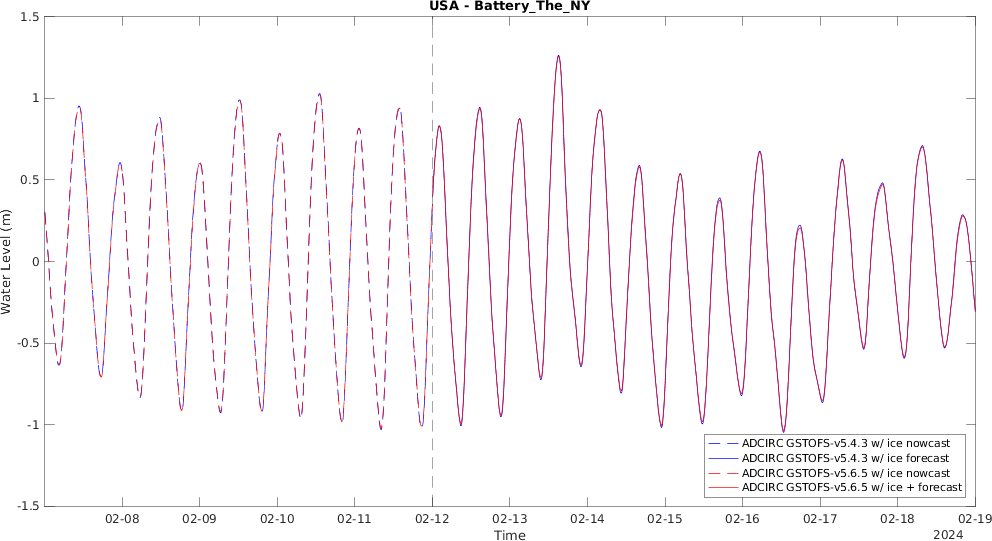 USA - Battery_The_NY
1.5
1
0.5
0
-0.5
-1
-1.5
Water Level (m)
ADCIRC GSTOFS-v5.4.3 w/ ice nowcast
ADCIRC GSTOFS-v5.4.3 w/ ice forecast
ADCIRC GSTOFS-v5.6.5 w/ ice nowcast
ADCIRC GSTOFS-v5.6.5 w/ ice + forecast
02-08 02-09 02-10 02-11 02-12 02-13 02-14 02-15 02-16 02-17 02-18 02-19
Time
2024